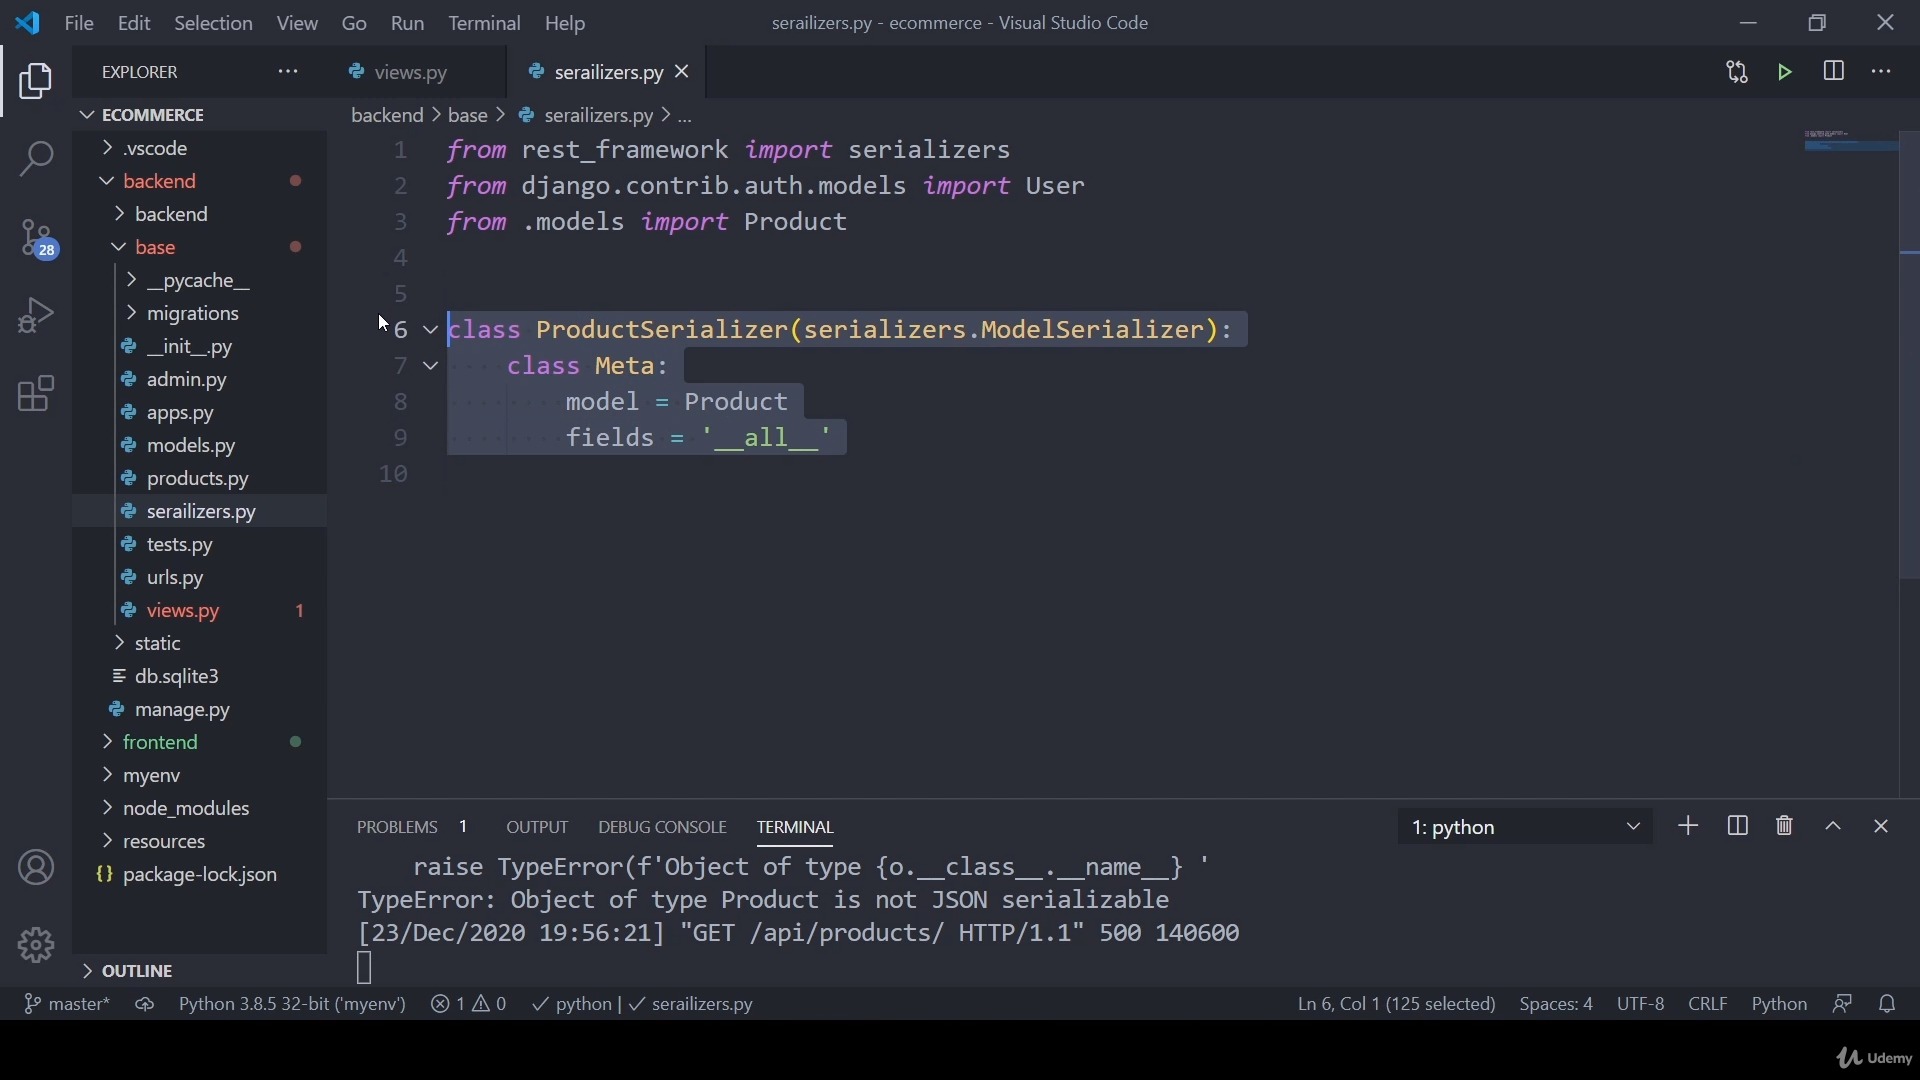 File Edit Selection View Go Run Terminal Help
serailizers.py - ecommerce - Visual Studio Code
EXPLORER
views.py
serailizers.py
ECOMMERCE
backend > base > serailizers.py > ...
.vscode
backend
backend
base
__pycache__
migrations
__init__.py
admin.py
apps.py
models.py
products.py
serailizers.py
tests.py
urls.py
views.py 1
static
db.sqlite3
manage.py
frontend
myenv
node_modules
resources
package-lock.json
OUTLINE
28
1 from rest_framework import serializers
2 from django.contrib.auth.models import User
3 from .models import Product
4
5
6 class ProductSerializer(serializers.ModelSerializer):
7 class Meta:
8 model = Product
9 fields = '__all__'
10
PROBLEMS 1 OUTPUT DEBUG CONSOLE TERMINAL
1: python
raise TypeError(f'Object of type {o.__class__.__name__} '
TypeError: Object of type Product is not JSON serializable
[23/Dec/2020 19:56:21] "GET /api/products/ HTTP/1.1" 500 140600
master* Python 3.8.5 32-bit ('myenv') 1 0 python | serailizers.py
Ln 6, Col 1 (125 selected) Spaces: 4 UTF-8 CRLF Python
Udemy